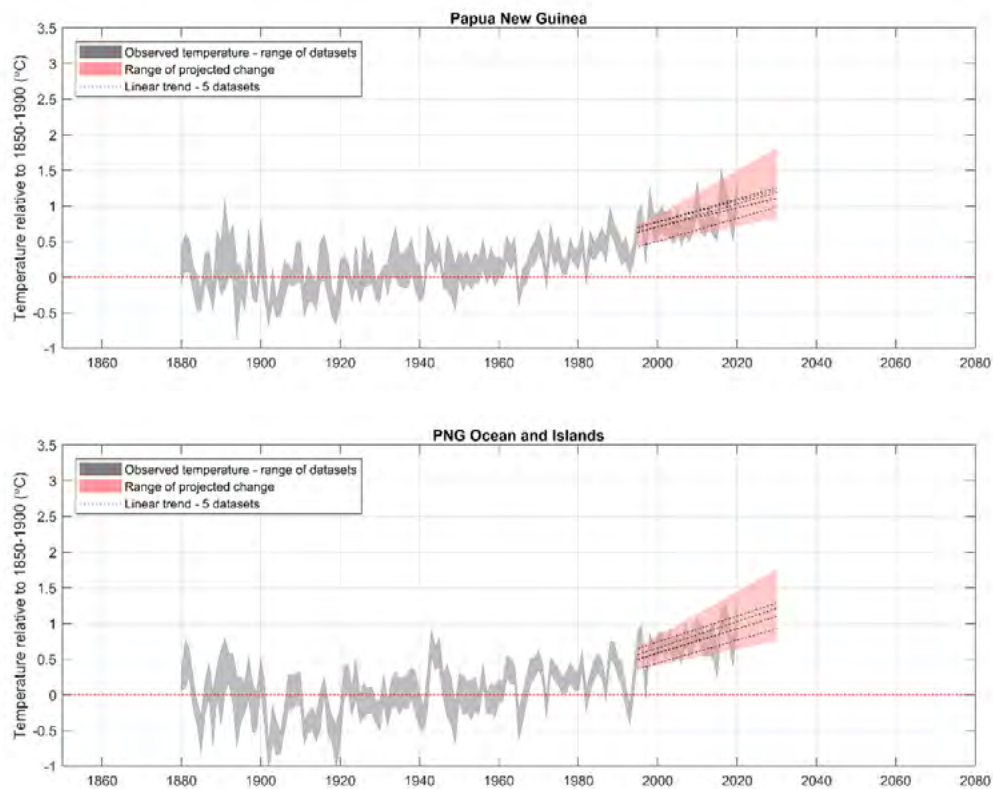 Papua New Guinea
3.5
Observed temperature - range of datasets
3
Range of projected change
Linear trend - 5 datasets
2.5
2
1.5
1
0.5
0
-0.5
-1
Temperature relative to 1850-1900 (°C)
1860 1880 1900 1920 1940 1960 1980 2000 2020 2040 2060 2080
PNG Ocean and Islands
3.5
Observed temperature - range of datasets
3
Range of projected change
Linear trend - 5 datasets
2.5
2
1.5
1
0.5
0
-0.5
-1
Temperature relative to 1850-1900 (°C)
1860 1880 1900 1920 1940 1960 1980 2000 2020 2040 2060 2080